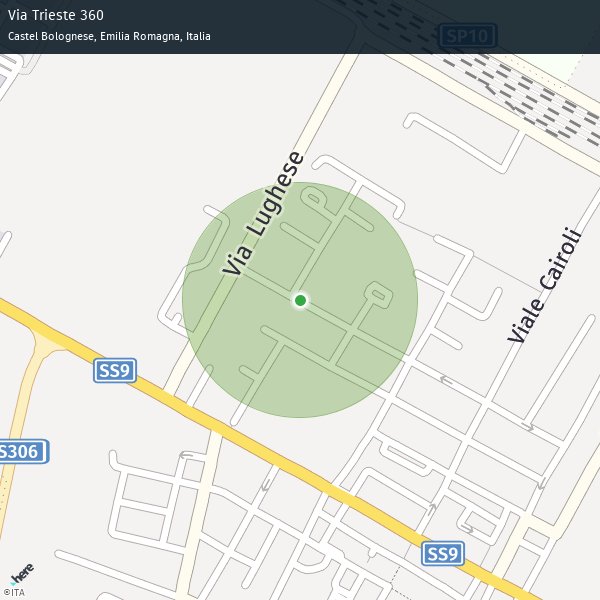 Via Trieste 360
Castel Bolognese, Emilia Romagna, Italia
SP10
Via Lughese
Viale Cairoli
SS9
S306
SS9
here
©ITA